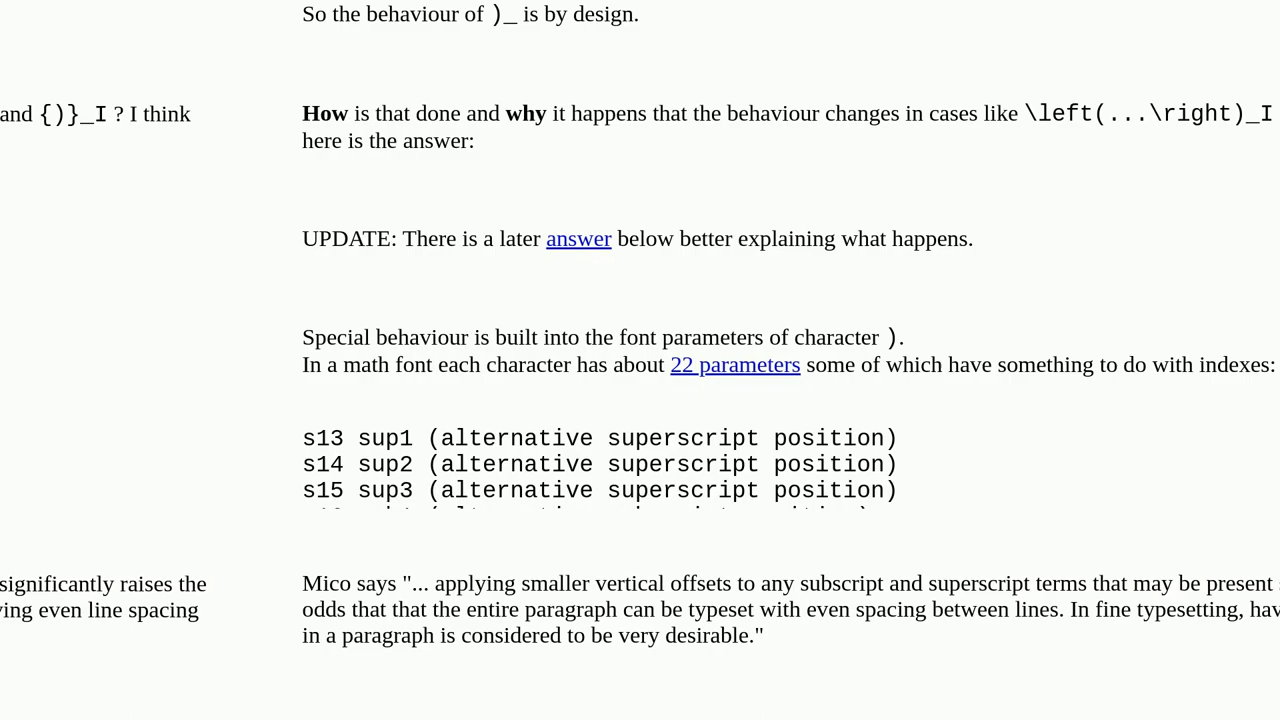 So the behaviour of )_ is by design.
and {)}_I ? I think
How is that done and why it happens that the behaviour changes in cases like \left(...\right)_I
here is the answer:
UPDATE: There is a later answer below better explaining what happens.
Special behaviour is built into the font parameters of character ).
In a math font each character has about 22 parameters some of which have something to do with indexes:
s13 sup1 (alternative superscript position)
s14 sup2 (alternative superscript position)
s15 sup3 (alternative superscript position)
significantly raises the
ving even line spacing
Mico says "... applying smaller vertical offsets to any subscript and superscript terms that may be present
odds that that the entire paragraph can be typeset with even spacing between lines. In fine typesetting, hav
in a paragraph is considered to be very desirable."